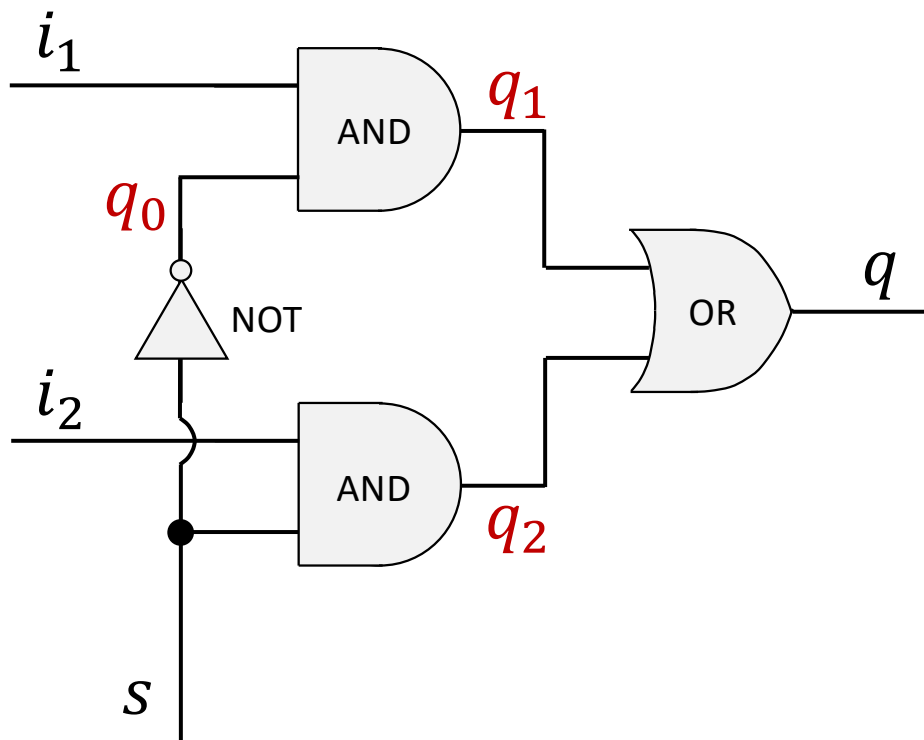 i₁
AND
q₁
q₀
NOT
OR
q
i₂
AND
q₂
s